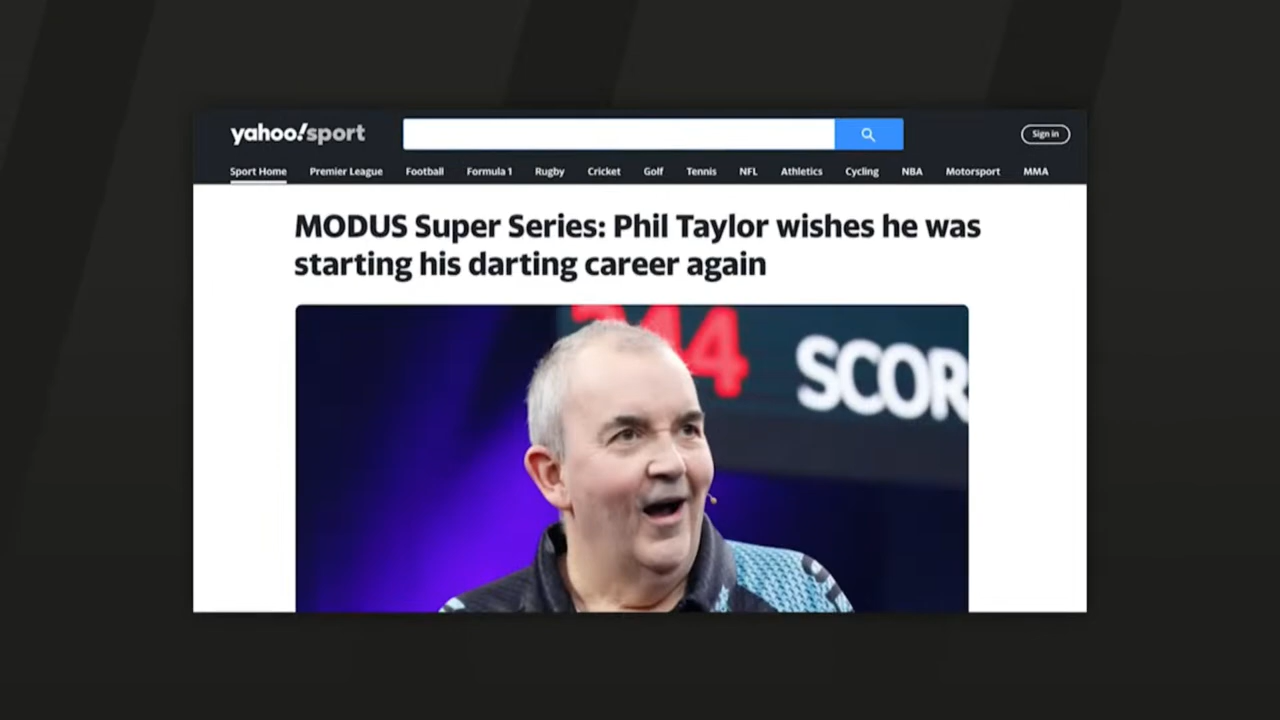 yahoo!sport
Sign in
Sport Home Premier League Football Formula 1 Rugby Cricket Golf Tennis NFL Athletics Cycling NBA Motorsport MMA
MODUS Super Series: Phil Taylor wishes he was
starting his darting career again
SCOR